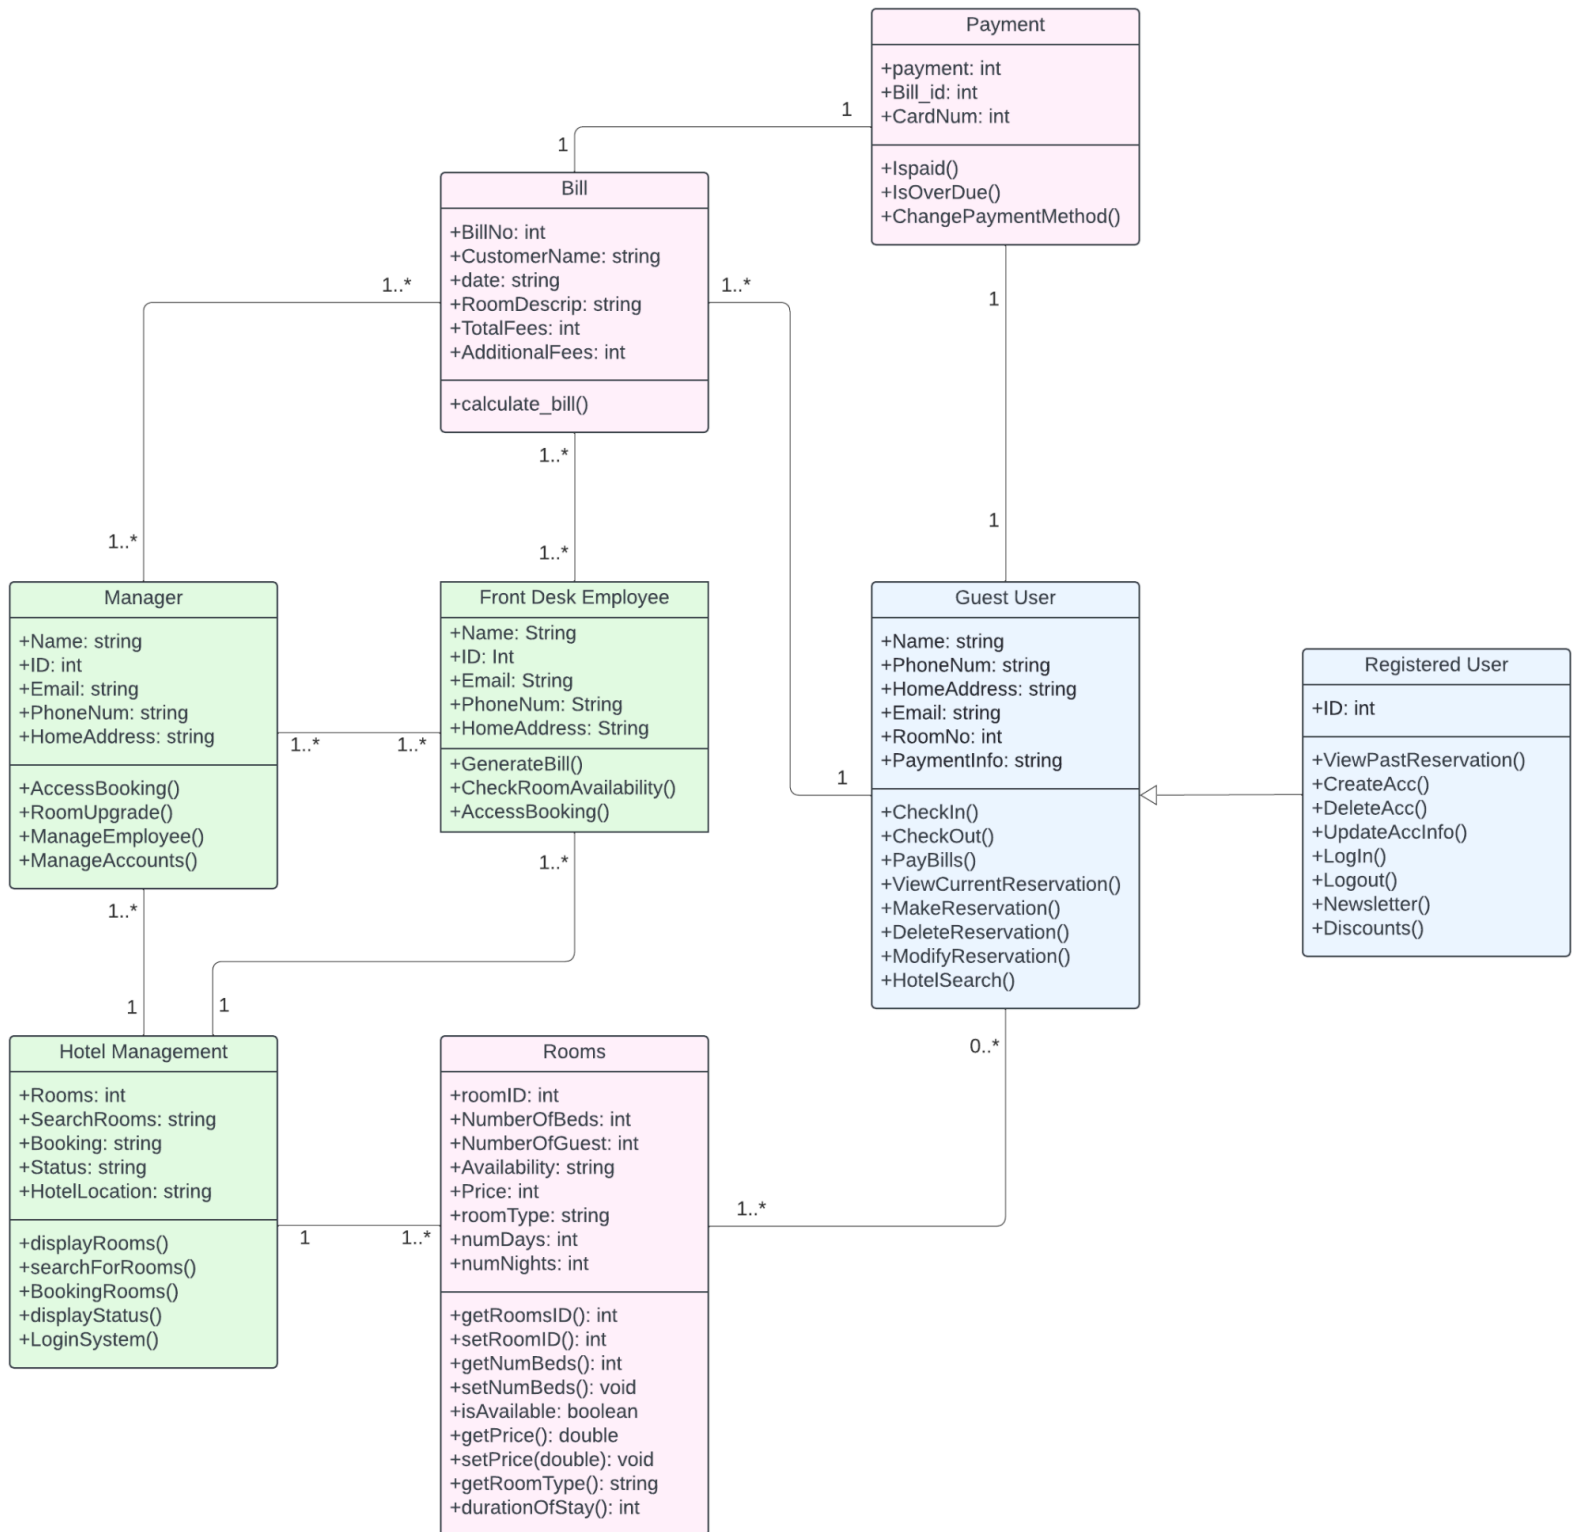 Payment
+payment: int
+Bill_id: int
+CardNum: int
+Ispaid()
+IsOverDue()
+ChangePaymentMethod()
1
1
Bill
+BillNo: int
+CustomerName: string
+date: string
+RoomDescrip: string
+TotalFees: int
+AdditionalFees: int
+calculate_bill()
1..*
1..*
1
1..*
1..*
1..*
1
1
Manager
+Name: string
+ID: int
+Email: string
+PhoneNum: string
+HomeAddress: string
+AccessBooking()
+RoomUpgrade()
+ManageEmployee()
+ManageAccounts()
1..*
1..*
Front Desk Employee
+Name: String
+ID: Int
+Email: String
+PhoneNum: String
+HomeAddress: String
+GenerateBill()
+CheckRoomAvailability()
+AccessBooking()
Guest User
+Name: string
+PhoneNum: string
+HomeAddress: string
+Email: string
+RoomNo: int
+PaymentInfo: string
+CheckIn()
+CheckOut()
+PayBills()
+ViewCurrentReservation()
+MakeReservation()
+DeleteReservation()
+ModifyReservation()
+HotelSearch()
Registered User
+ID: int
+ViewPastReservation()
+CreateAcc()
+DeleteAcc()
+UpdateAccInfo()
+LogIn()
+Logout()
+Newsletter()
+Discounts()
1..*
1..*
1
1
0..*
Hotel Management
+Rooms: int
+SearchRooms: string
+Booking: string
+Status: string
+HotelLocation: string
+displayRooms()
+searchForRooms()
+BookingRooms()
+displayStatus()
+LoginSystem()
1
1..*
Rooms
+roomID: int
+NumberOfBeds: int
+NumberOfGuest: int
+Availability: string
+Price: int
+roomType: string
+numDays: int
+numNights: int
+getRoomsID(): int
+setRoomID(): int
+getNumBeds(): int
+setNumBeds(): void
+isAvailable: boolean
+getPrice(): double
+setPrice(double): void
+getRoomType(): string
+durationOfStay(): int
1..*